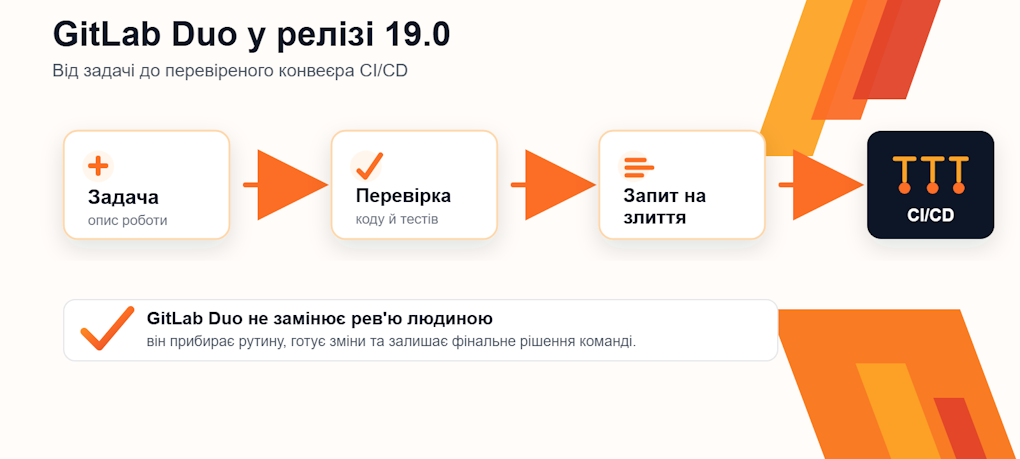 GitLab Duo у релізі 19.0
Від задачі до перевіреного конвеєра CI/CD
Задача
опис роботи
Перевірка
коду й тестів
Запит на
злиття
CI/CD
GitLab Duo не замінює рев'ю людиною
він прибирає рутину, готує зміни та залишає фінальне рішення команді.